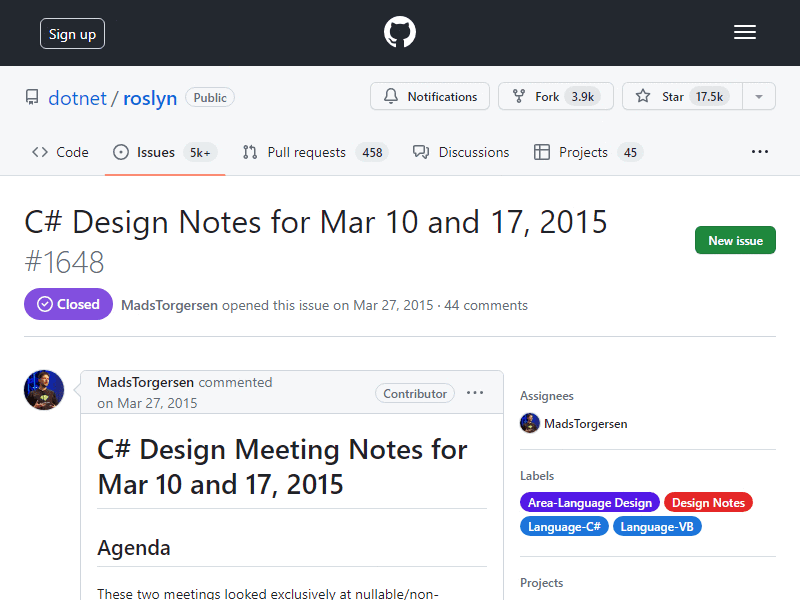 Sign up
dotnet / roslyn Public
Notifications Fork 3.9k Star 17.5k
Code Issues 5k+ Pull requests 458 Discussions Projects 45
C# Design Notes for Mar 10 and 17, 2015
#1648
New issue
Closed MadsTorgersen opened this issue on Mar 27, 2015 · 44 comments
MadsTorgersen commented
on Mar 27, 2015
Contributor
C# Design Meeting Notes for
Mar 10 and 17, 2015
Agenda
These two meetings looked exclusively at nullable/non-
Assignees
MadsTorgersen
Labels
Area-Language Design Design Notes
Language-C# Language-VB
Projects